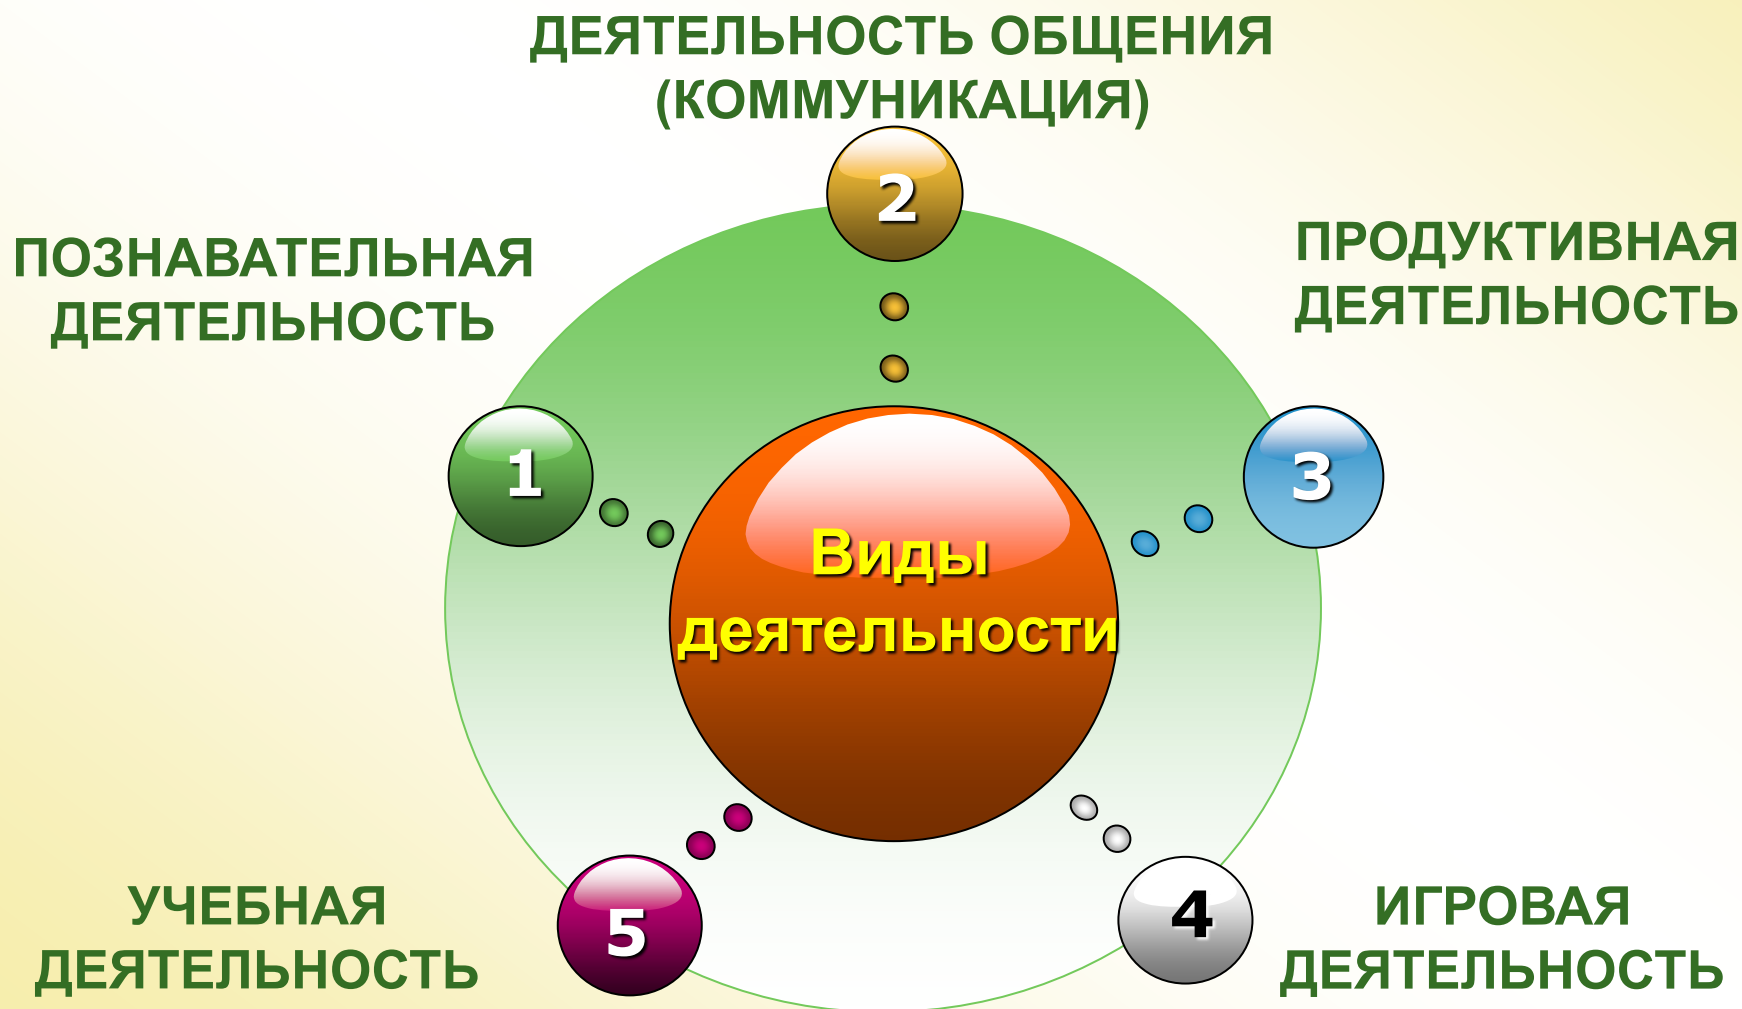 ДЕЯТЕЛЬНОСТЬ ОБЩЕНИЯ
(КОММУНИКАЦИЯ)
2
ПОЗНАВАТЕЛЬНАЯ
ДЕЯТЕЛЬНОСТЬ
1
ПРОДУКТИВНАЯ
ДЕЯТЕЛЬНОСТЬ
3
Виды
деятельности
УЧЕБНАЯ
ДЕЯТЕЛЬНОСТЬ
5
4
ИГРОВАЯ
ДЕЯТЕЛЬНОСТЬ